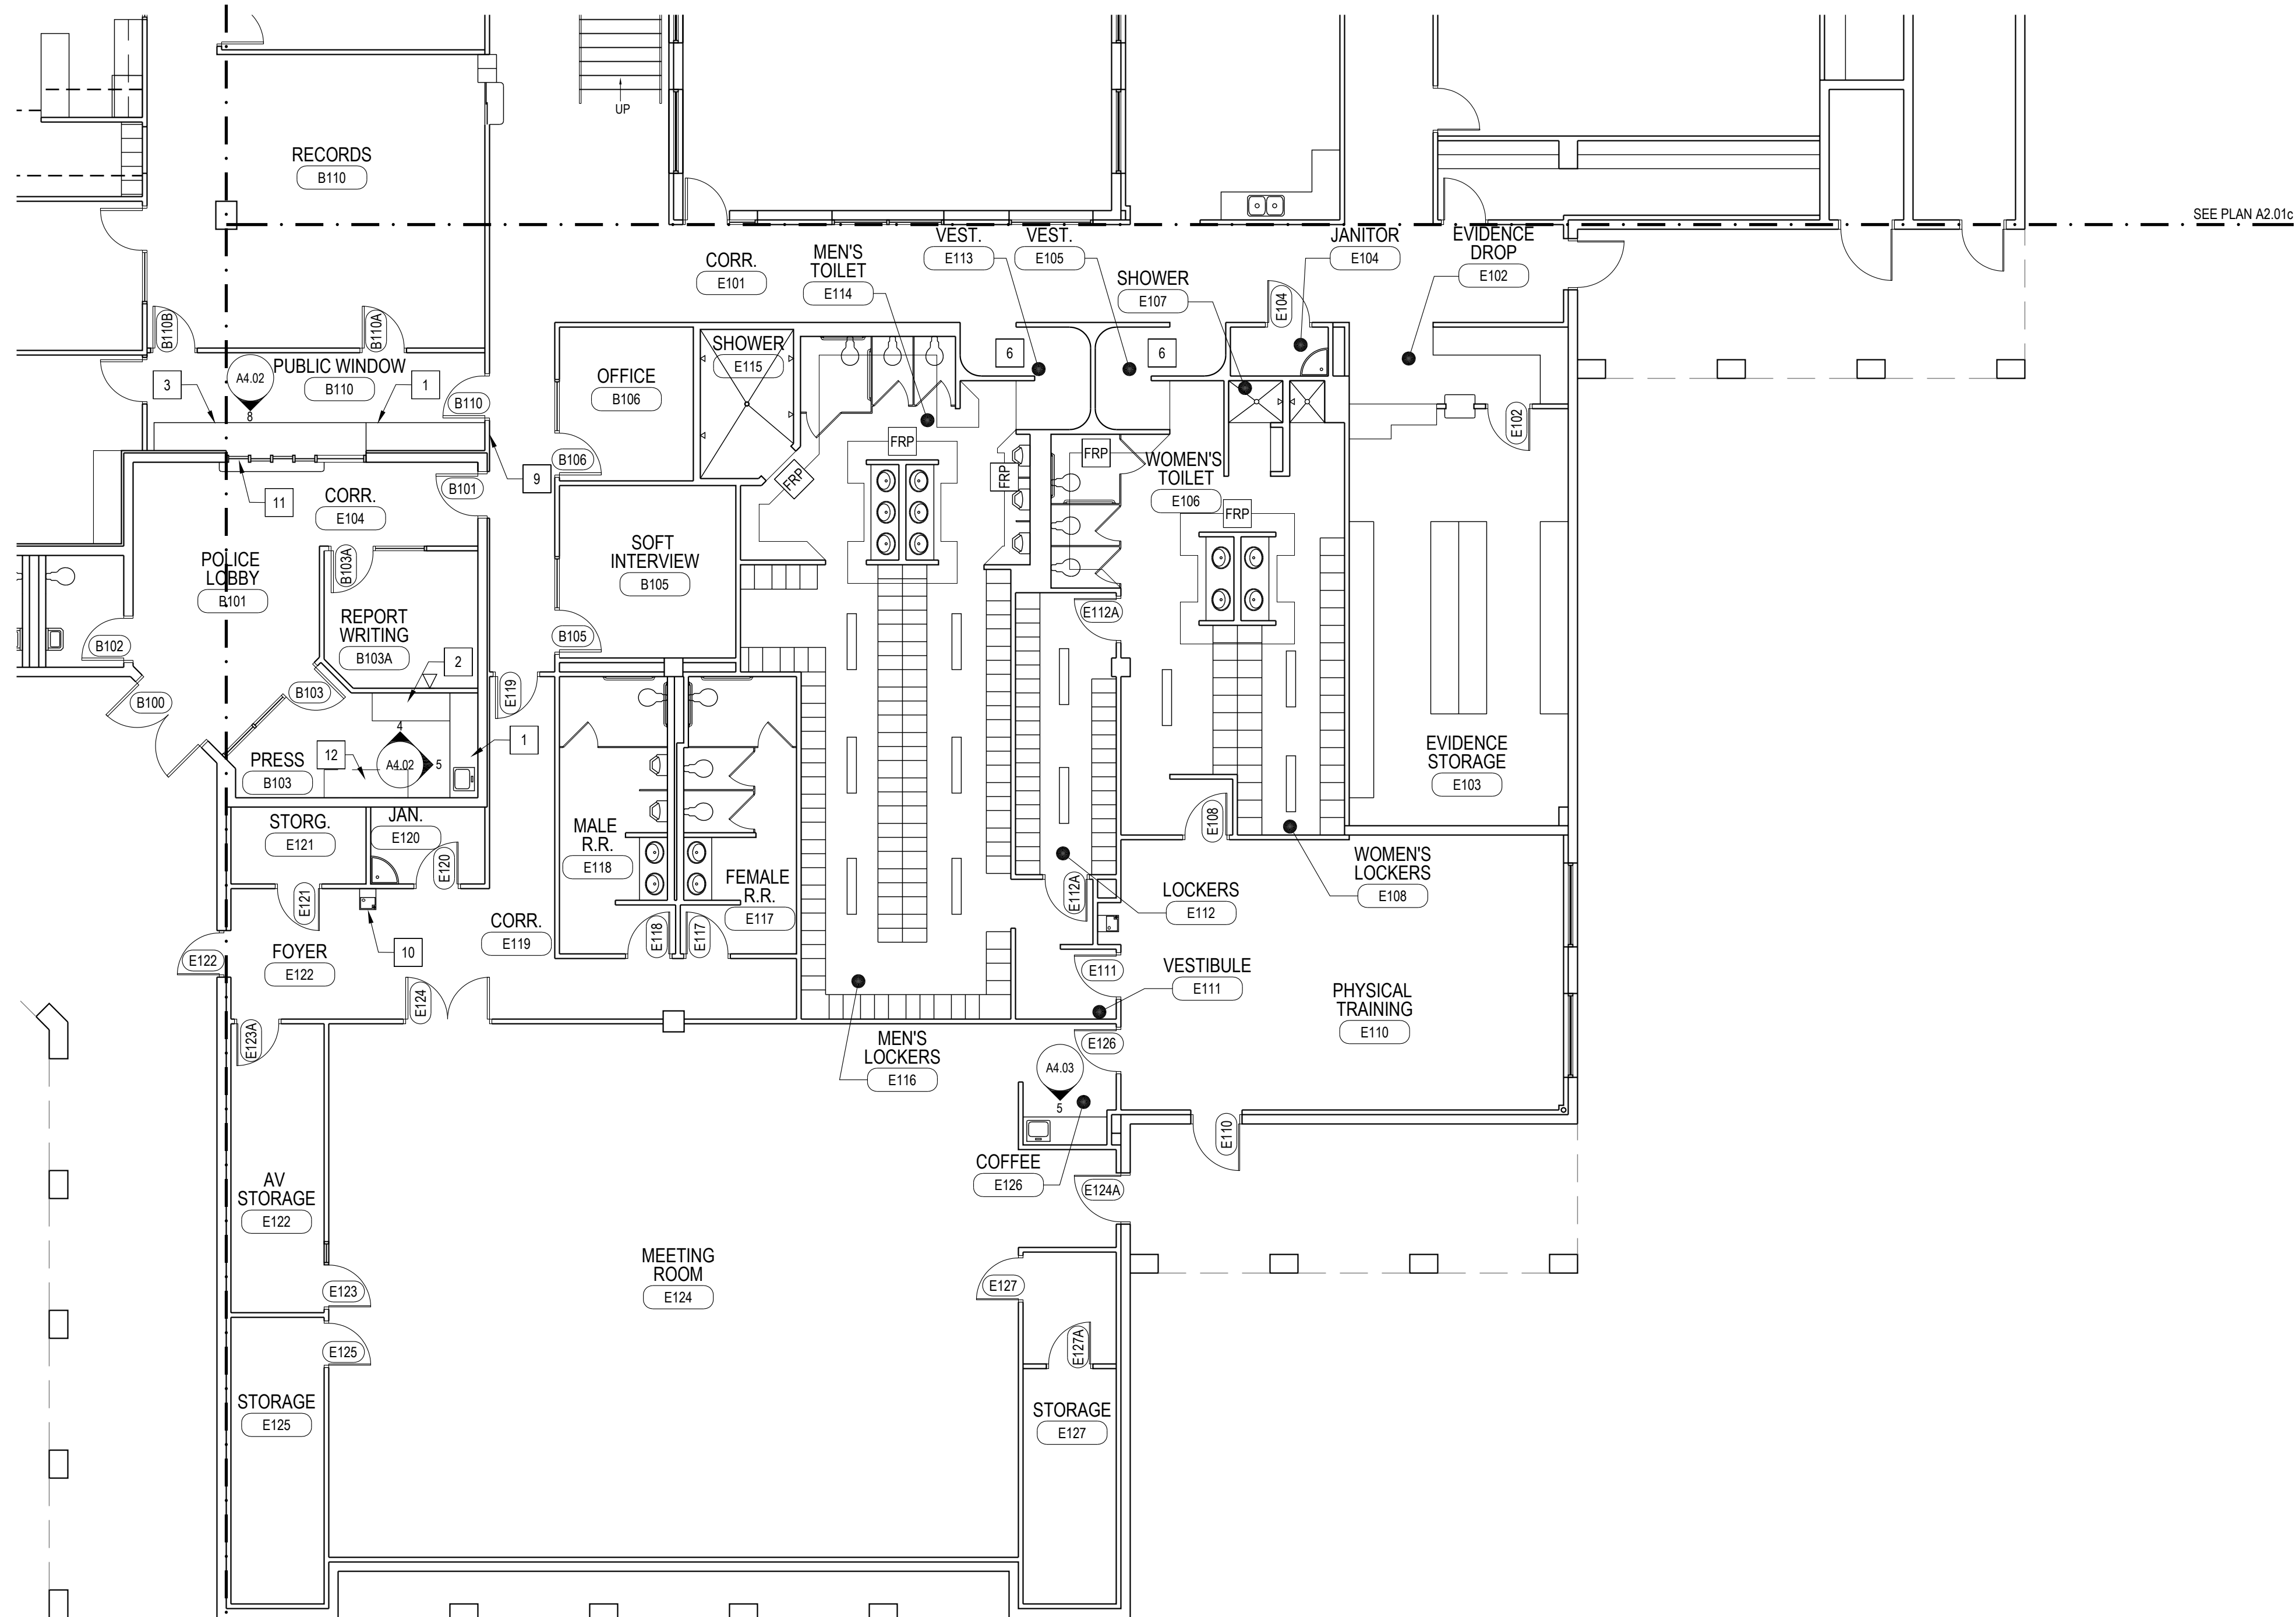 UP
RECORDS
B110
SEE PLAN A2.01c
CORR.
E101
MEN'S
TOILET
E114
VEST.
E113
VEST.
E105
SHOWER
E107
JANITOR
E104
EVIDENCE
DROP
E102
E104
B110B
B110A
PUBLIC WINDOW
B110
A4.02
8
3
1
B110
OFFICE
B106
SHOWER
E115
6
6
E102
B106
FRP
FRP
FRP
FRP
WOMEN'S
TOILET
E106
FRP
9
11
B101
CORR.
E104
POLICE
LOBBY
B101
B103A
REPORT
WRITING
B103A
SOFT
INTERVIEW
B105
B105
B102
B100
B103
2
E119
E112A
4
A4.02
5
12
1
PRESS
B103
STORG.
E121
JAN.
E120
E120
E121
MALE
R.R.
E118
FEMALE
R.R.
E117
E118
E117
EVIDENCE
STORAGE
E103
E108
WOMEN'S
LOCKERS
E108
LOCKERS
E112
E112A
10
CORR.
E119
FOYER
E122
E122
E124
E123A
E111
VESTIBULE
E111
PHYSICAL
TRAINING
E110
MEN'S
LOCKERS
E116
E126
A4.03
5
E110
COFFEE
E126
E124A
AV
STORAGE
E122
MEETING
ROOM
E124
E123
E127
E125
E127A
STORAGE
E125
STORAGE
E127